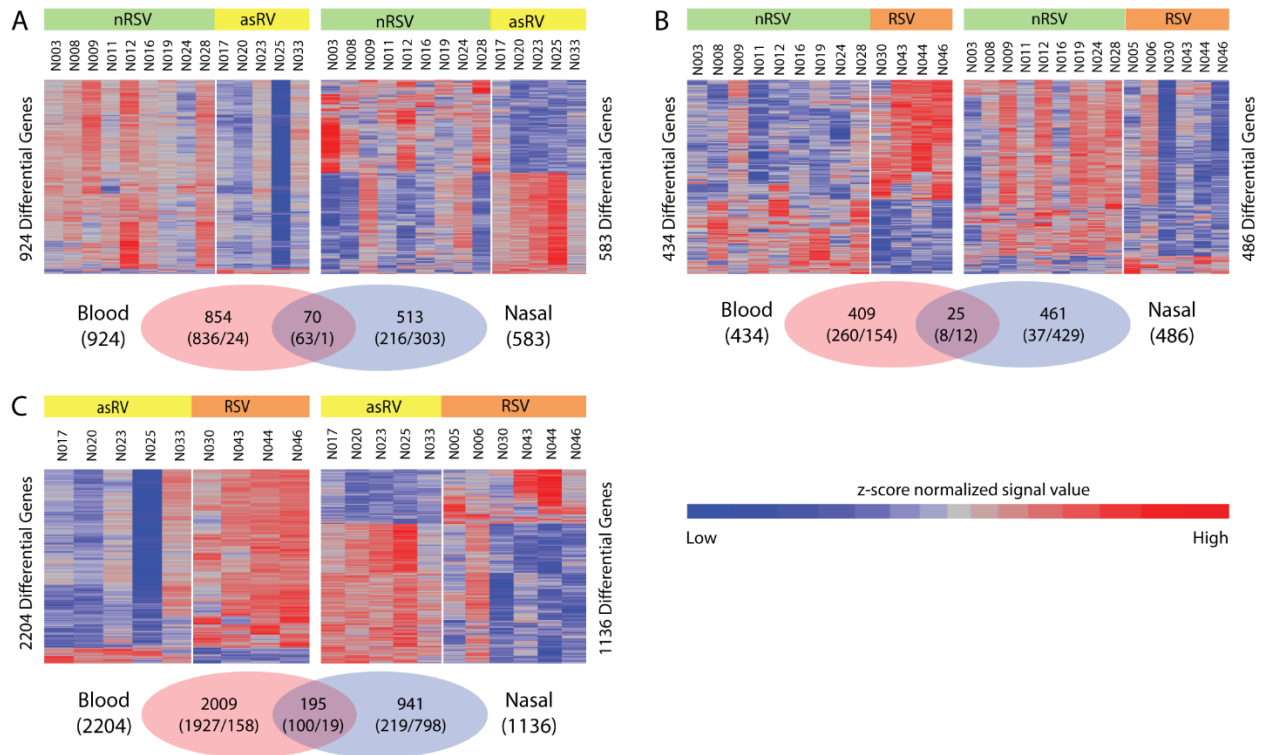 A
nRSV asRV nRSV asRV
N003 N008 N009 N011 N012 N016 N019 N024 N028 N017 N020 N023 N025 N033 N003 N008 N009 N011 N012 N016 N019 N024 N028 N017 N020 N023 N025 N033
924 Differential Genes
583 Differential Genes
Blood 854 70 513 Nasal
(924) (836/24) (63/1) (216/303) (583)
B
nRSV RSV nRSV RSV
N003 N008 N009 N011 N012 N016 N019 N024 N028 N030 N043 N044 N046 N003 N008 N009 N011 N012 N016 N019 N024 N028 N005 N006 N030 N043 N044 N046
434 Differential Genes
486 Differential Genes
Blood 409 25 461 Nasal
(434) (260/154) (8/12) (37/429) (486)
C
asRV RSV asRV RSV
N017 N020 N023 N025 N033 N030 N043 N044 N046 N017 N020 N023 N025 N033 N005 N006 N030 N043 N044 N046
2204 Differential Genes
1136 Differential Genes
Blood 2009 195 941 Nasal
(2204) (1927/158) (100/19) (219/798) (1136)
z-score normalized signal value
Low High